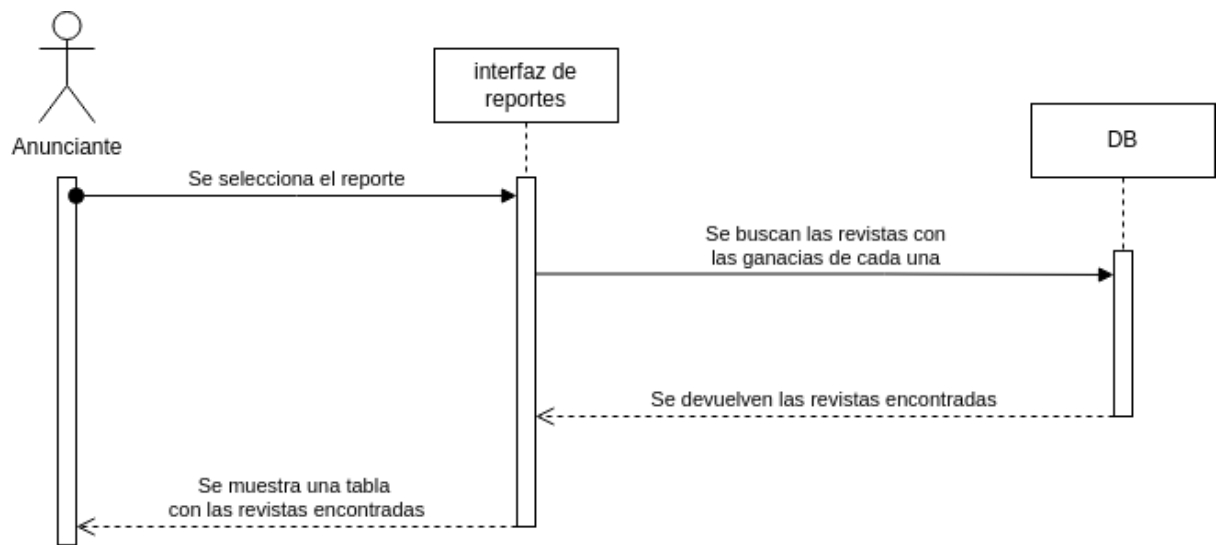 interfaz de
reportes
DB
Anunciante
Se selecciona el reporte
Se buscan las revistas con
las ganacias de cada una
Se devuelven las revistas encontradas
Se muestra una tabla
con las revistas encontradas